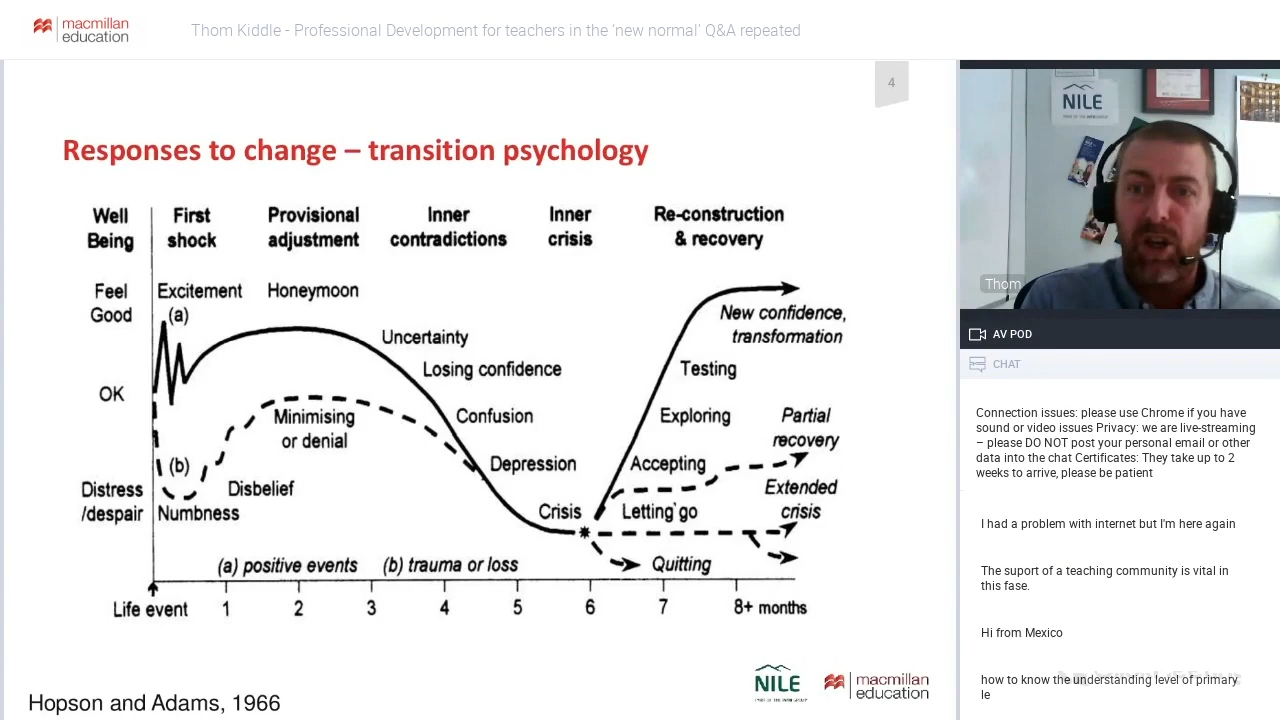 macmillan
education
Thom Kiddle - Professional Development for teachers in the ‘new normal’ Q&A repeated
4
Responses to change – transition psychology
Well Being
First shock
Provisional adjustment
Inner contradictions
Inner crisis
Re-construction & recovery
Feel Good
Excitement
Honeymoon
(a)
New confidence, transformation
Uncertainty
Losing confidence
Testing
OK
Minimising or denial
Confusion
Exploring
Partial recovery
(b)
Depression
Accepting
Distress /despair
Disbelief
Numbness
Crisis
Letting go
Extended crisis
(a) positive events
(b) trauma or loss
Quitting
Life event 1 2 3 4 5 6 7 8+ months
NILE
macmillan
education
Hopson and Adams, 1966
NILE
Thom
AV POD
CHAT
Connection issues: please use Chrome if you have
sound or video issues Privacy: we are live-streaming
– please DO NOT post your personal email or other
data into the chat Certificates: They take up to 2
weeks to arrive, please be patient
I had a problem with internet but I'm here again
The suport of a teaching community is vital in
this fase.
Hi from Mexico
how to know the understanding level of primary
le